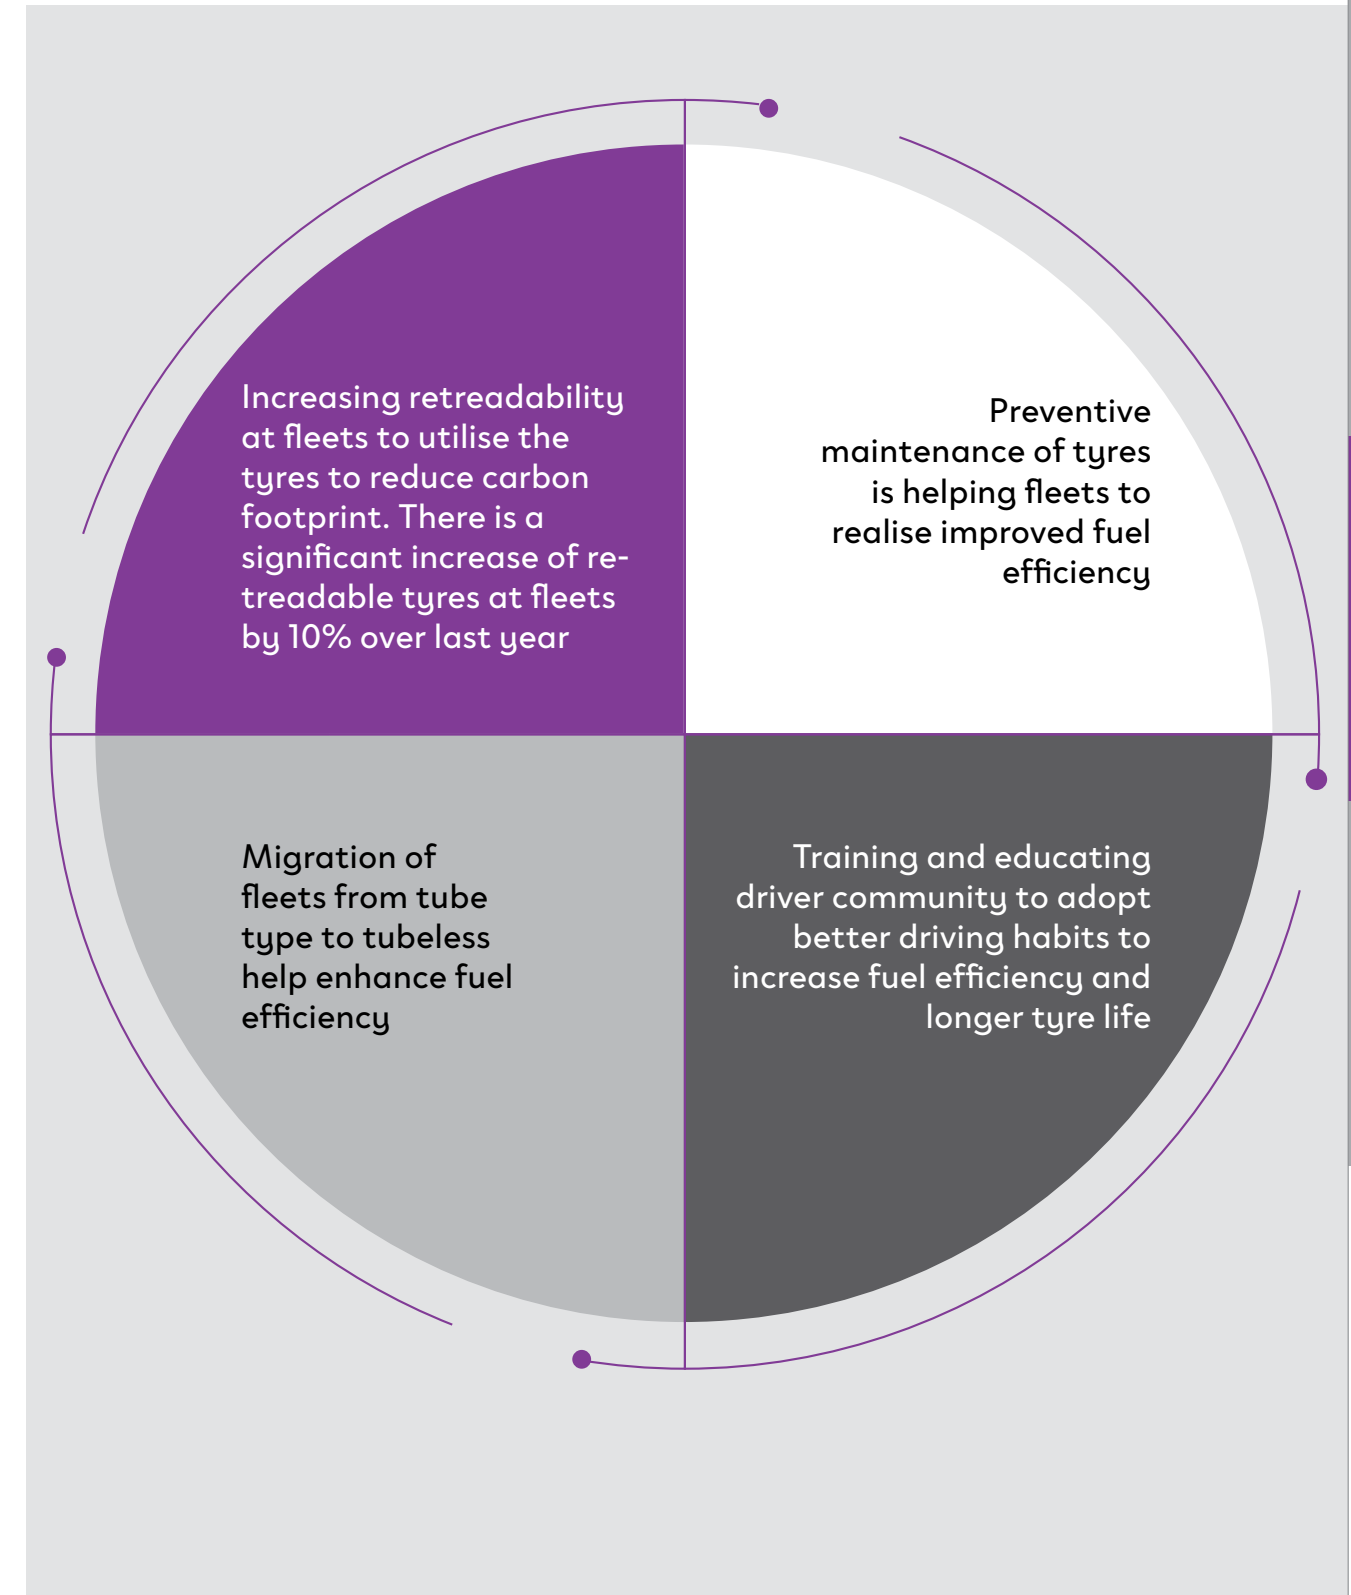 Increasing retreadability
at fleets to utilise the
tyres to reduce carbon
footprint. There is a
significant increase of re-
treadable tyres at fleets
by 10% over last year
Preventive
maintenance of tyres
is helping fleets to
realise improved fuel
efficiency
Migration of
fleets from tube
type to tubeless
help enhance fuel
efficiency
Training and educating
driver community to adopt
better driving habits to
increase fuel efficiency and
longer tyre life